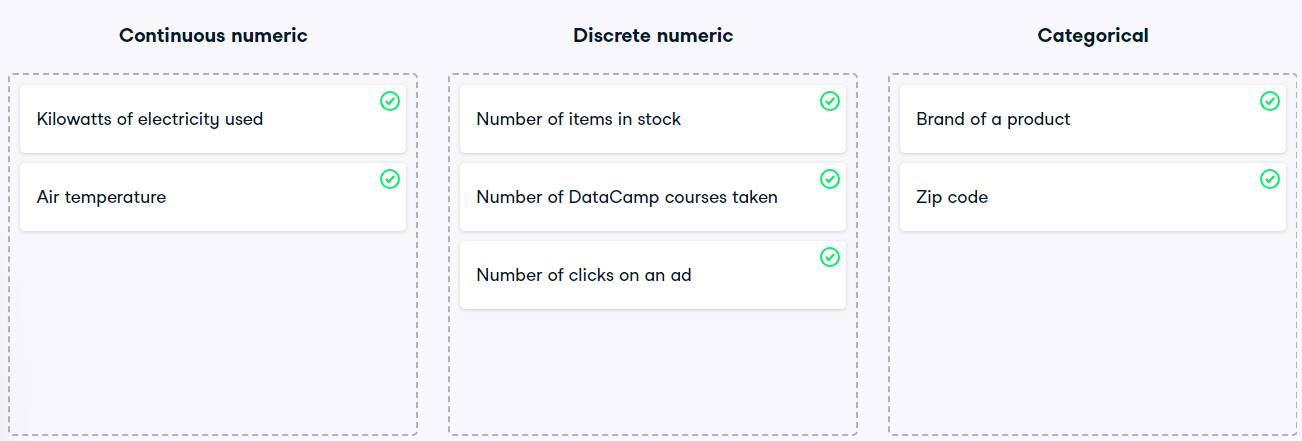 Continuous numeric
Kilowatts of electricity used
Air temperature
Discrete numeric
Number of items in stock
Number of DataCamp courses taken
Number of clicks on an ad
Categorical
Brand of a product
Zip code